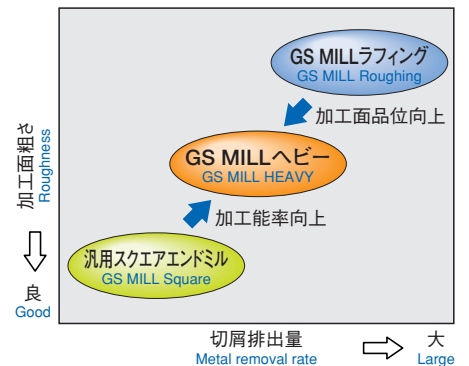 GS MILLラフィング
GS MILL Roughing
加工面品位向上
GS MILLヘビー
GS MILL HEAVY
加工能率向上
汎用スクエアエンドミル
GS MILL Square
加工面粗さ
Roughness
良
Good
切屑排出量
Metal removal rate
大
Large